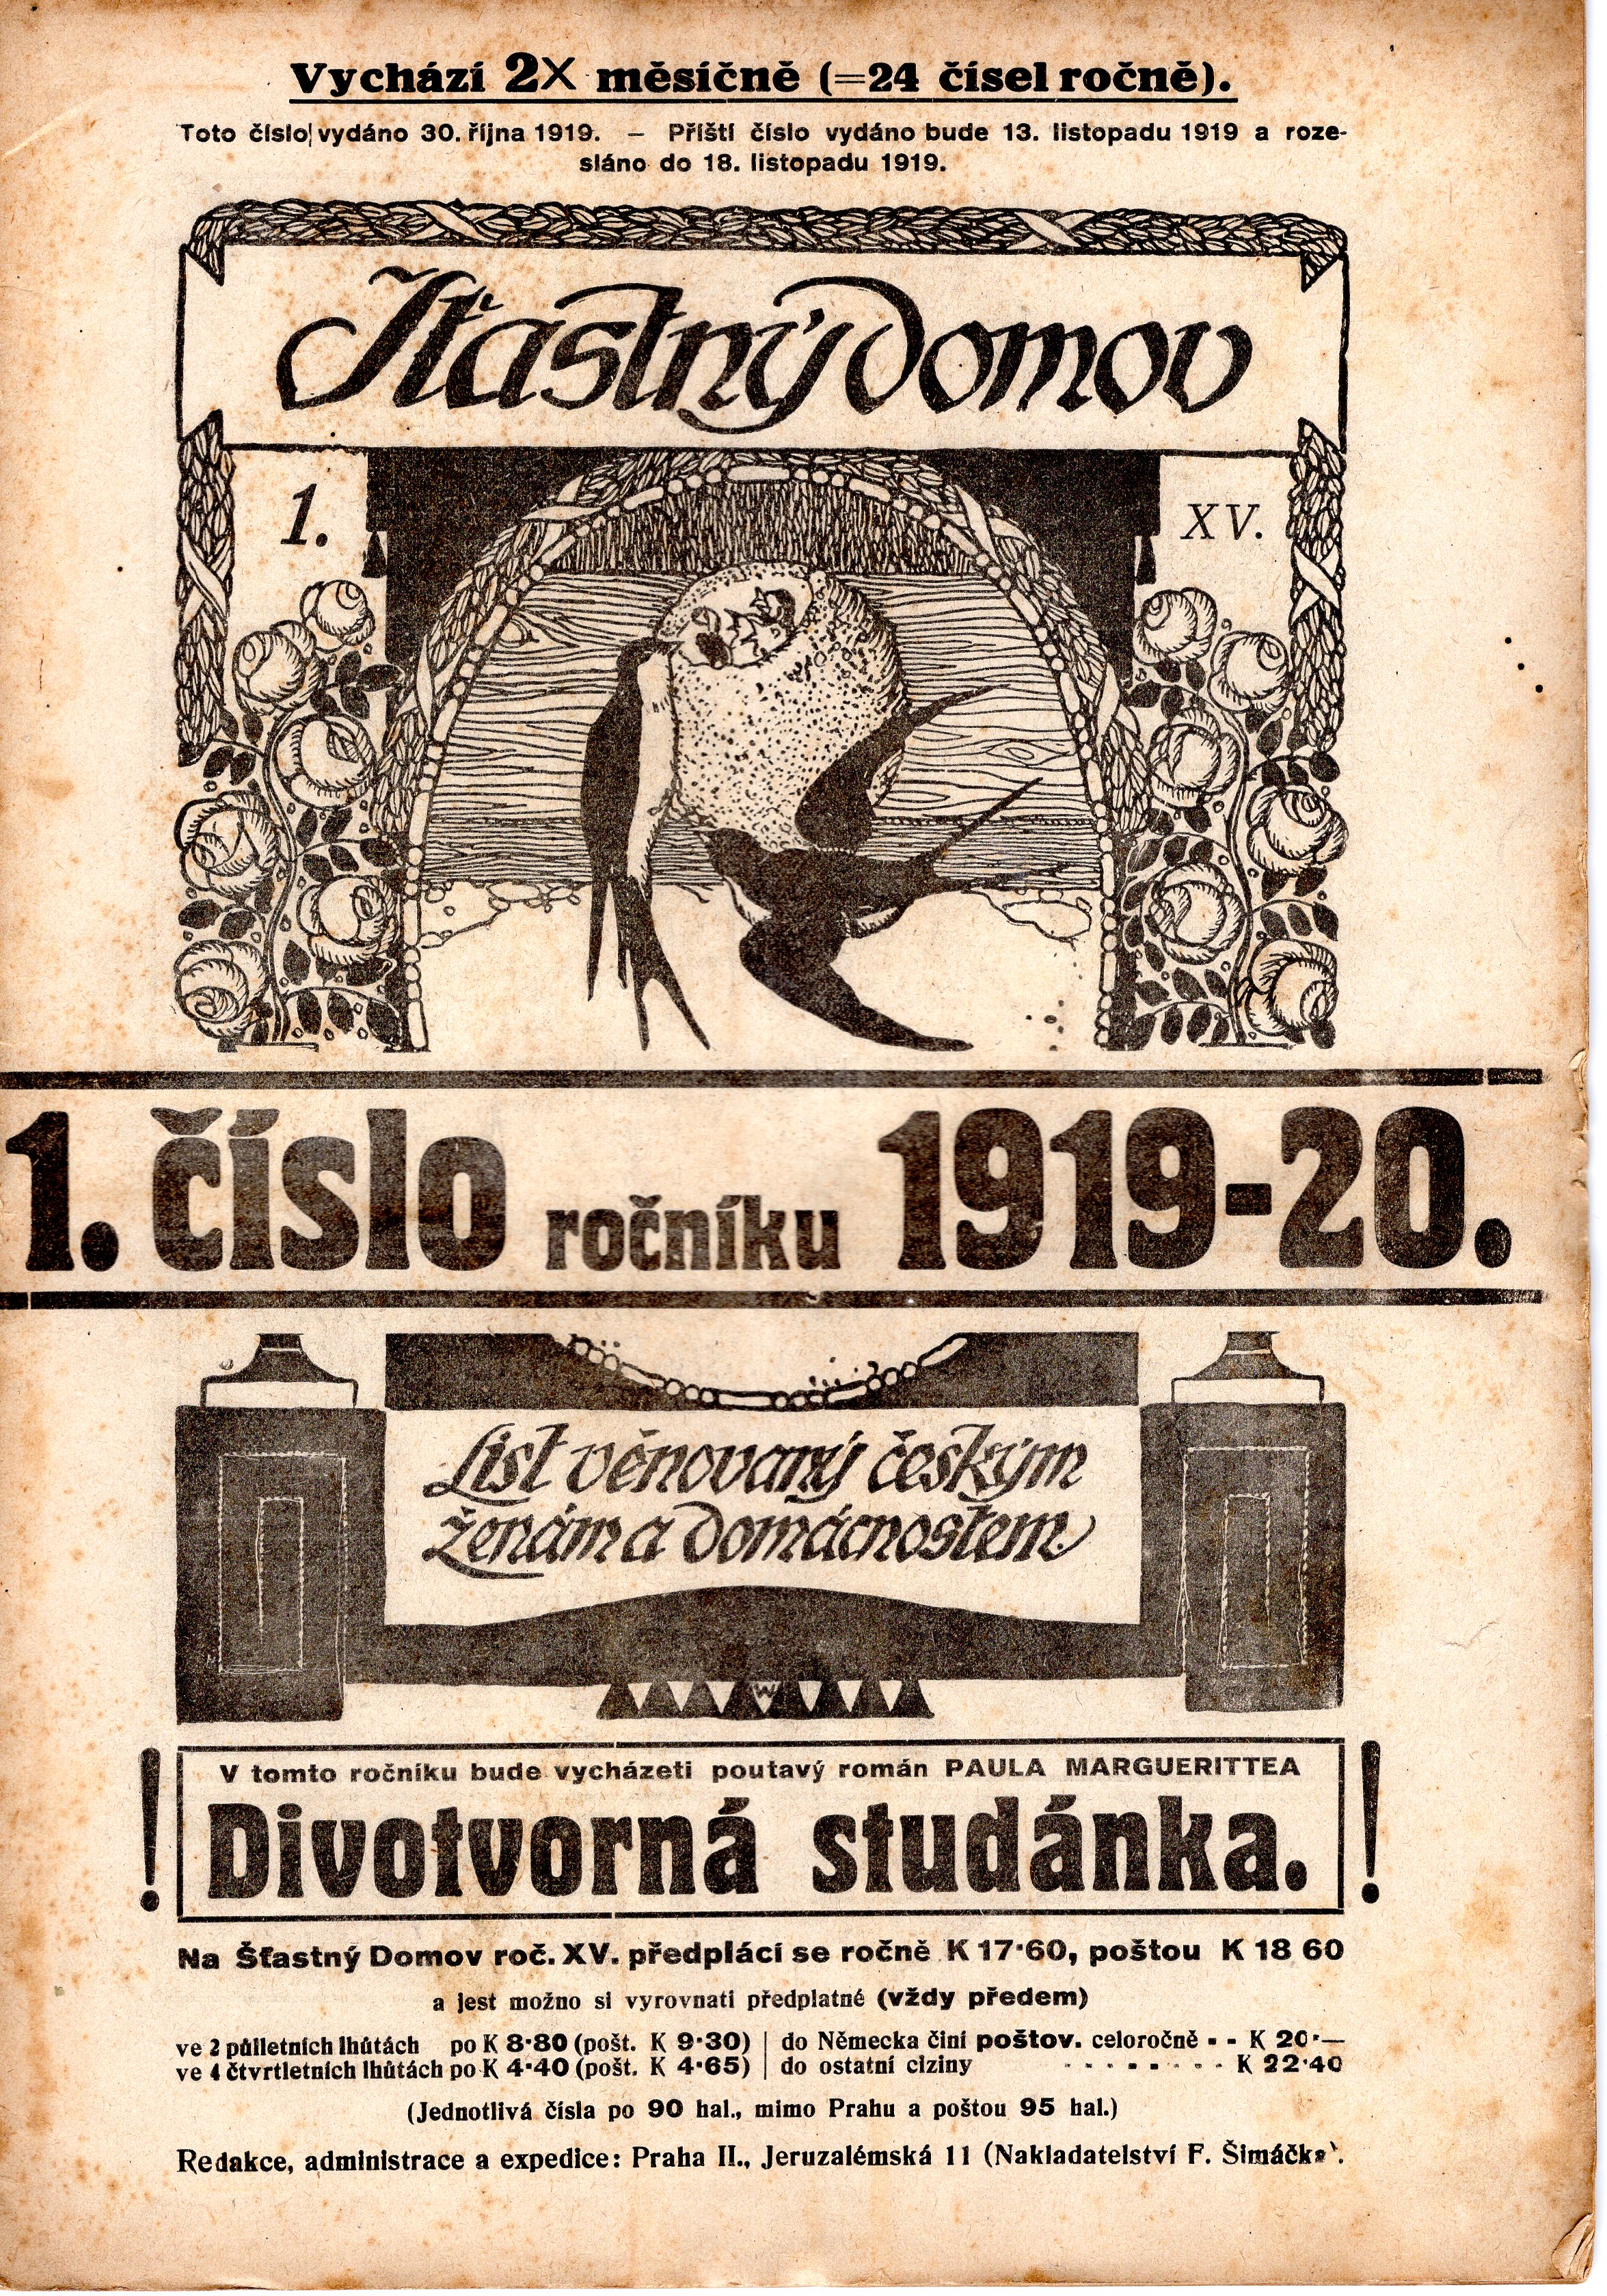 Vychází 2X měsíčně (=24 čísel ročně).
Toto číslo vydáno 30. října 1919. — Příští číslo vydáno bude 13. listopadu 1919 a roze-
sláno do 18. listopadu 1919.
Šťastný domov
1. XV.
1. číslo ročníku 1919-20.
List věnovaný českým
ženám a domácnostem
W
V tomto ročníku bude vycházeti poutavý román PAULA MARGUERITTEA
! Divotvorná studánka. !
Na Šťastný Domov roč. XV. předplácí se ročně K 17·60, poštou K 18 60
a jest možno si vyrovnati předplatné (vždy předem)
ve 2 půlletních lhůtách po K 8·80 (pošt. K 9·30) | do Německa činí poštov. celoročně - - K 20·—
ve 4 čtvrtletních lhůtách po K 4·40 (pošt. K 4·65) | do ostatní ciziny - - - - - - - - K 22·40
(Jednotlivá čísla po 90 hal., mimo Prahu a poštou 95 hal.)
Redakce, administrace a expedice: Praha II., Jeruzalémská 11 (Nakladatelství F. Šimáčka).